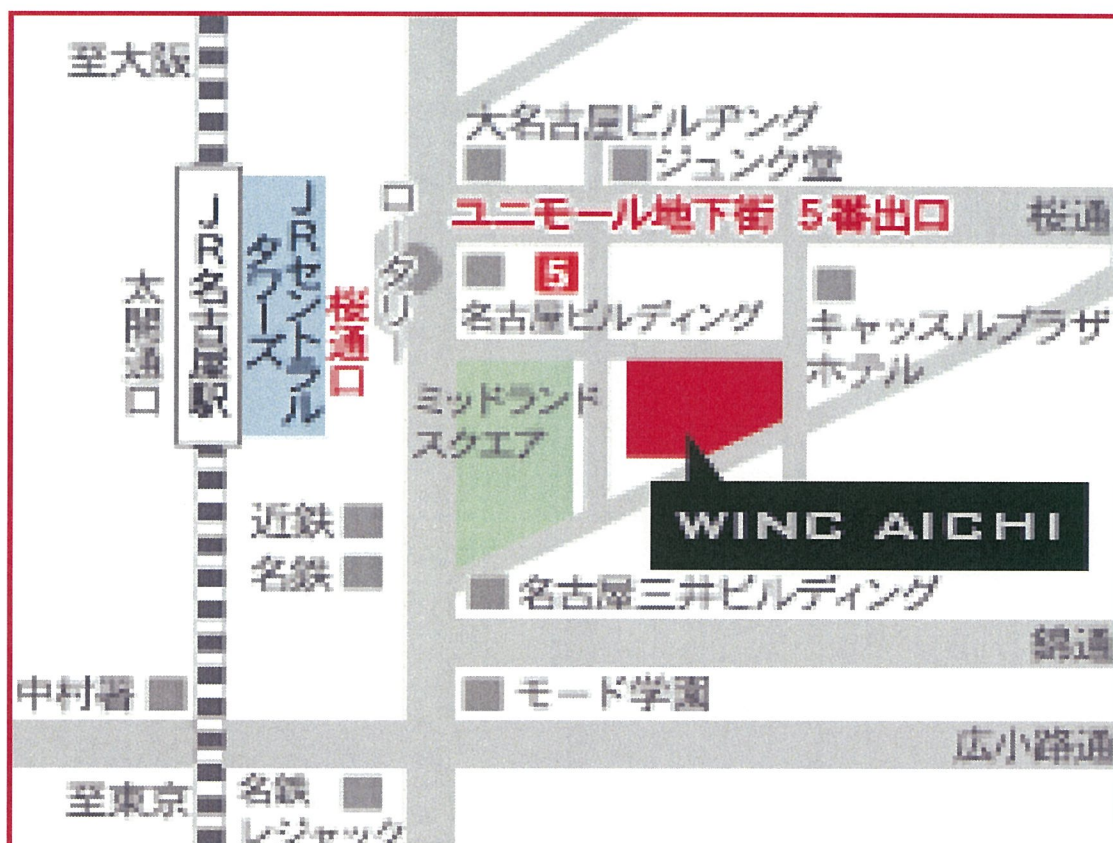 至大阪
大名古屋ビルヂング
ジュンク堂
ユニモール地下街 5番出口
桜通
ロータリー
JR名古屋駅
JRセントラル
タワーズ
桜通口
太閤通口
5
名古屋ビルディング
キャッスルプラザ
ホテル
ミッドランド
スクエア
WINC AICHI
近鉄
名鉄
名古屋三井ビルディング
錦通
中村署
モード学園
広小路通
至東京
名鉄
レジャック